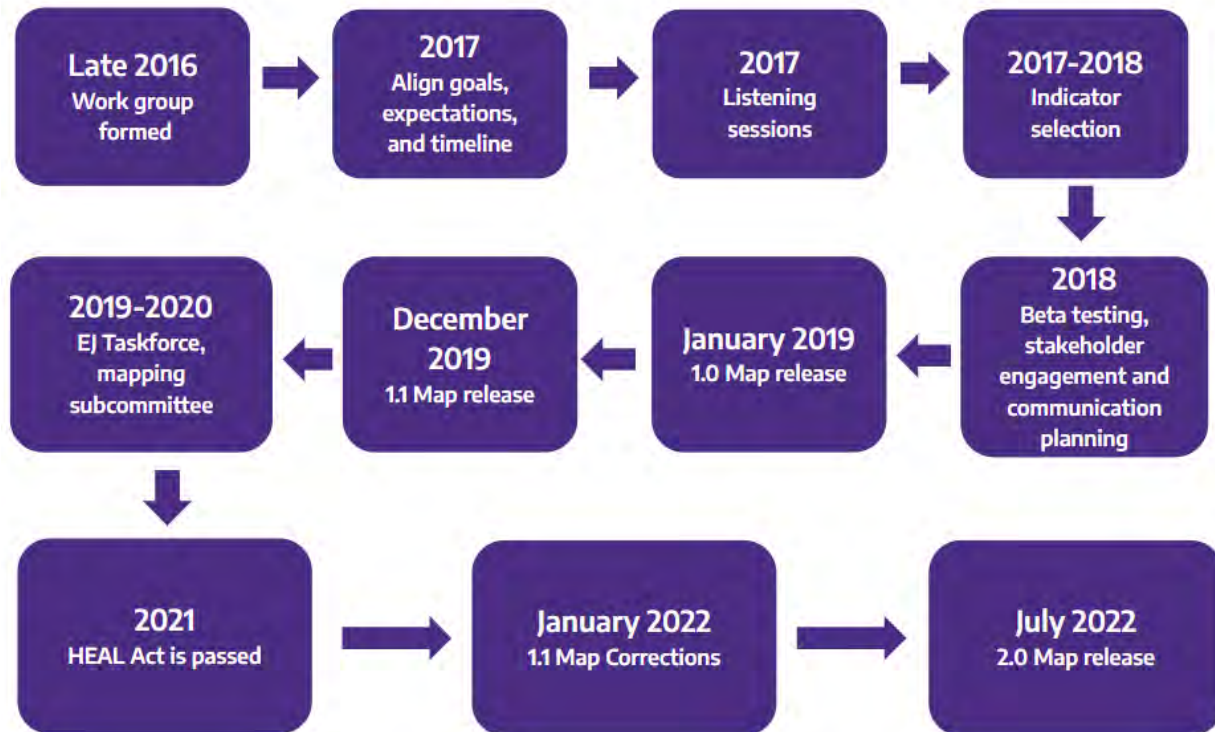 Late 2016
Work group
formed
2017
Align goals,
expectations,
and timeline
2017
Listening
sessions
2017-2018
Indicator
selection
2018
Beta testing,
stakeholder
engagement and
communication
planning
January 2019
1.0 Map release
December
2019
1.1 Map release
2019-2020
EJ Taskforce,
mapping
subcommittee
2021
HEAL Act is passed
January 2022
1.1 Map Corrections
July 2022
2.0 Map release